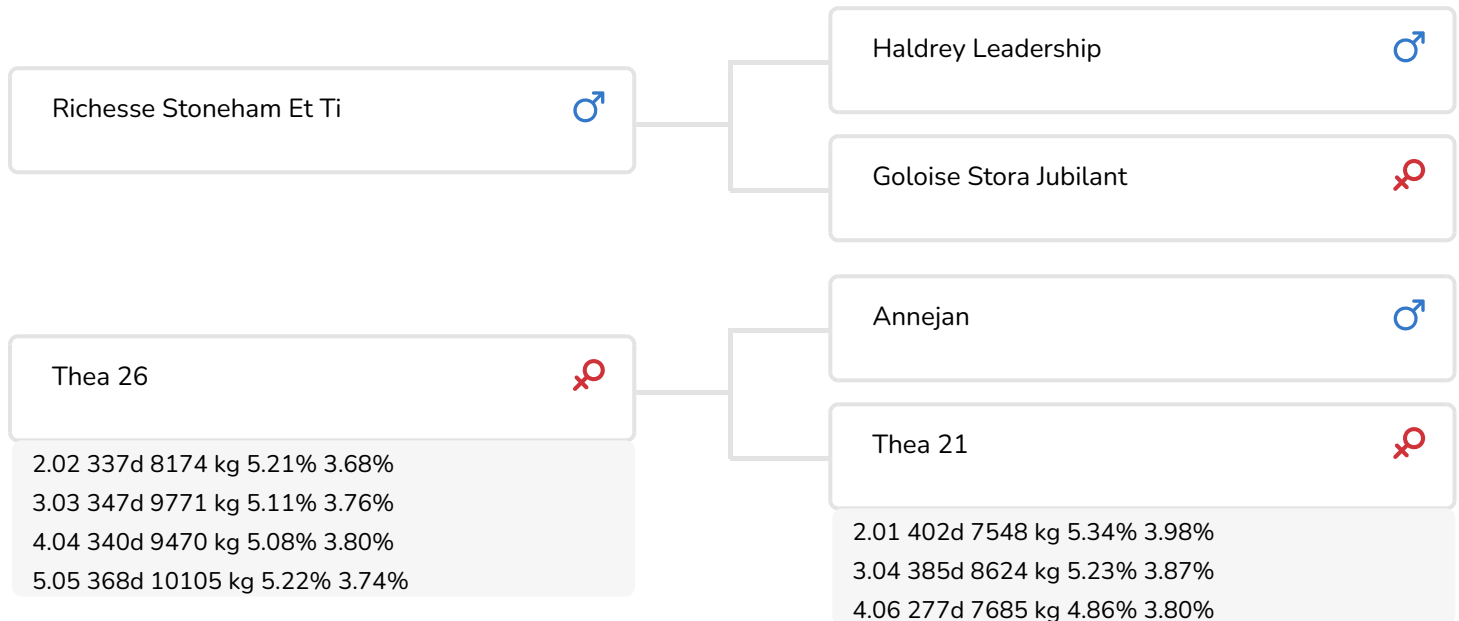 Haldrey Leadership
Richesse Stoneham Et Ti
Goloise Stora Jubilant
Annejan
Thea 26
Thea 21
2.02 337d 8174 kg 5.21% 3.68%
3.03 347d 9771 kg 5.11% 3.76%
4.04 340d 9470 kg 5.08% 3.80%
5.05 368d 10105 kg 5.22% 3.74%
2.01 402d 7548 kg 5.34% 3.98%
3.04 385d 8624 kg 5.23% 3.87%
4.06 277d 7685 kg 4.86% 3.80%